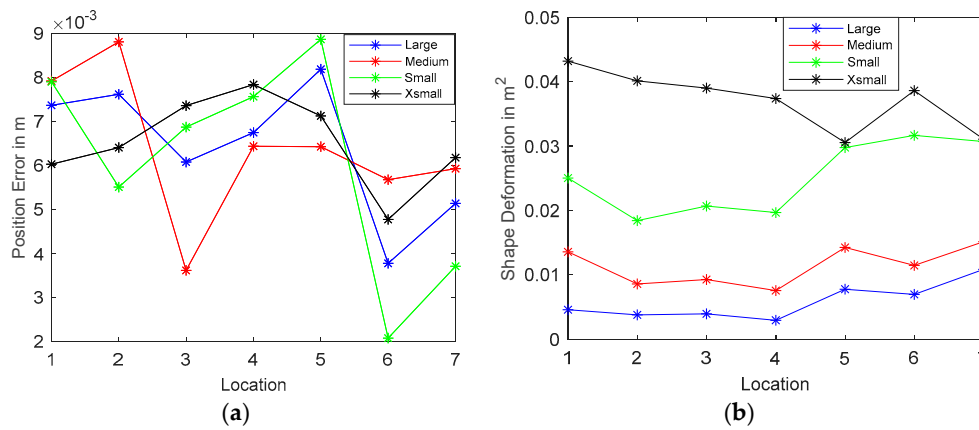 ×10⁻³
9
8
7
6
5
4
3
2
Position Error in m
1 2 3 4 5 6 7
Location
Large
Medium
Small
Xsmall
(a)
0.05
0.04
0.03
0.02
0.01
0
Shape Deformation in m²
1 2 3 4 5 6
Location
Large
Medium
Small
Xsmall
(b)